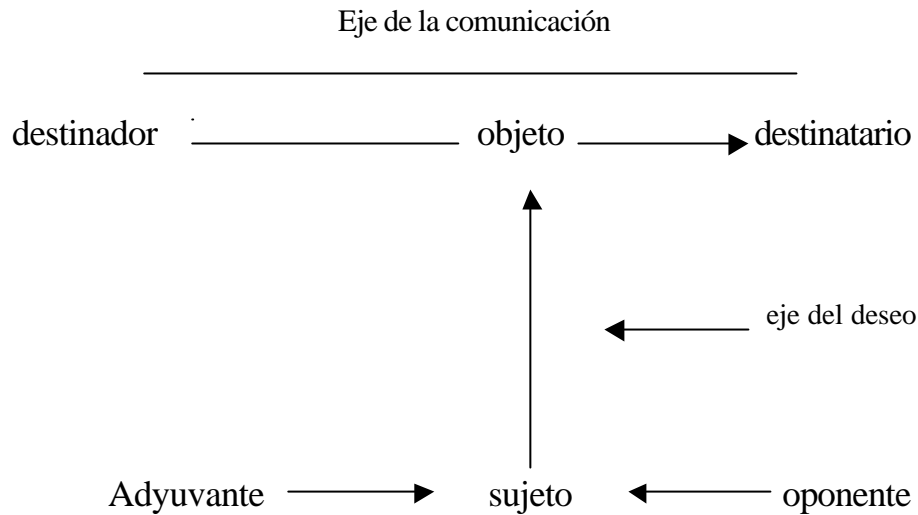 Eje de la comunicación
destinador objeto destinatario
eje del deseo
Adyuvante sujeto oponente